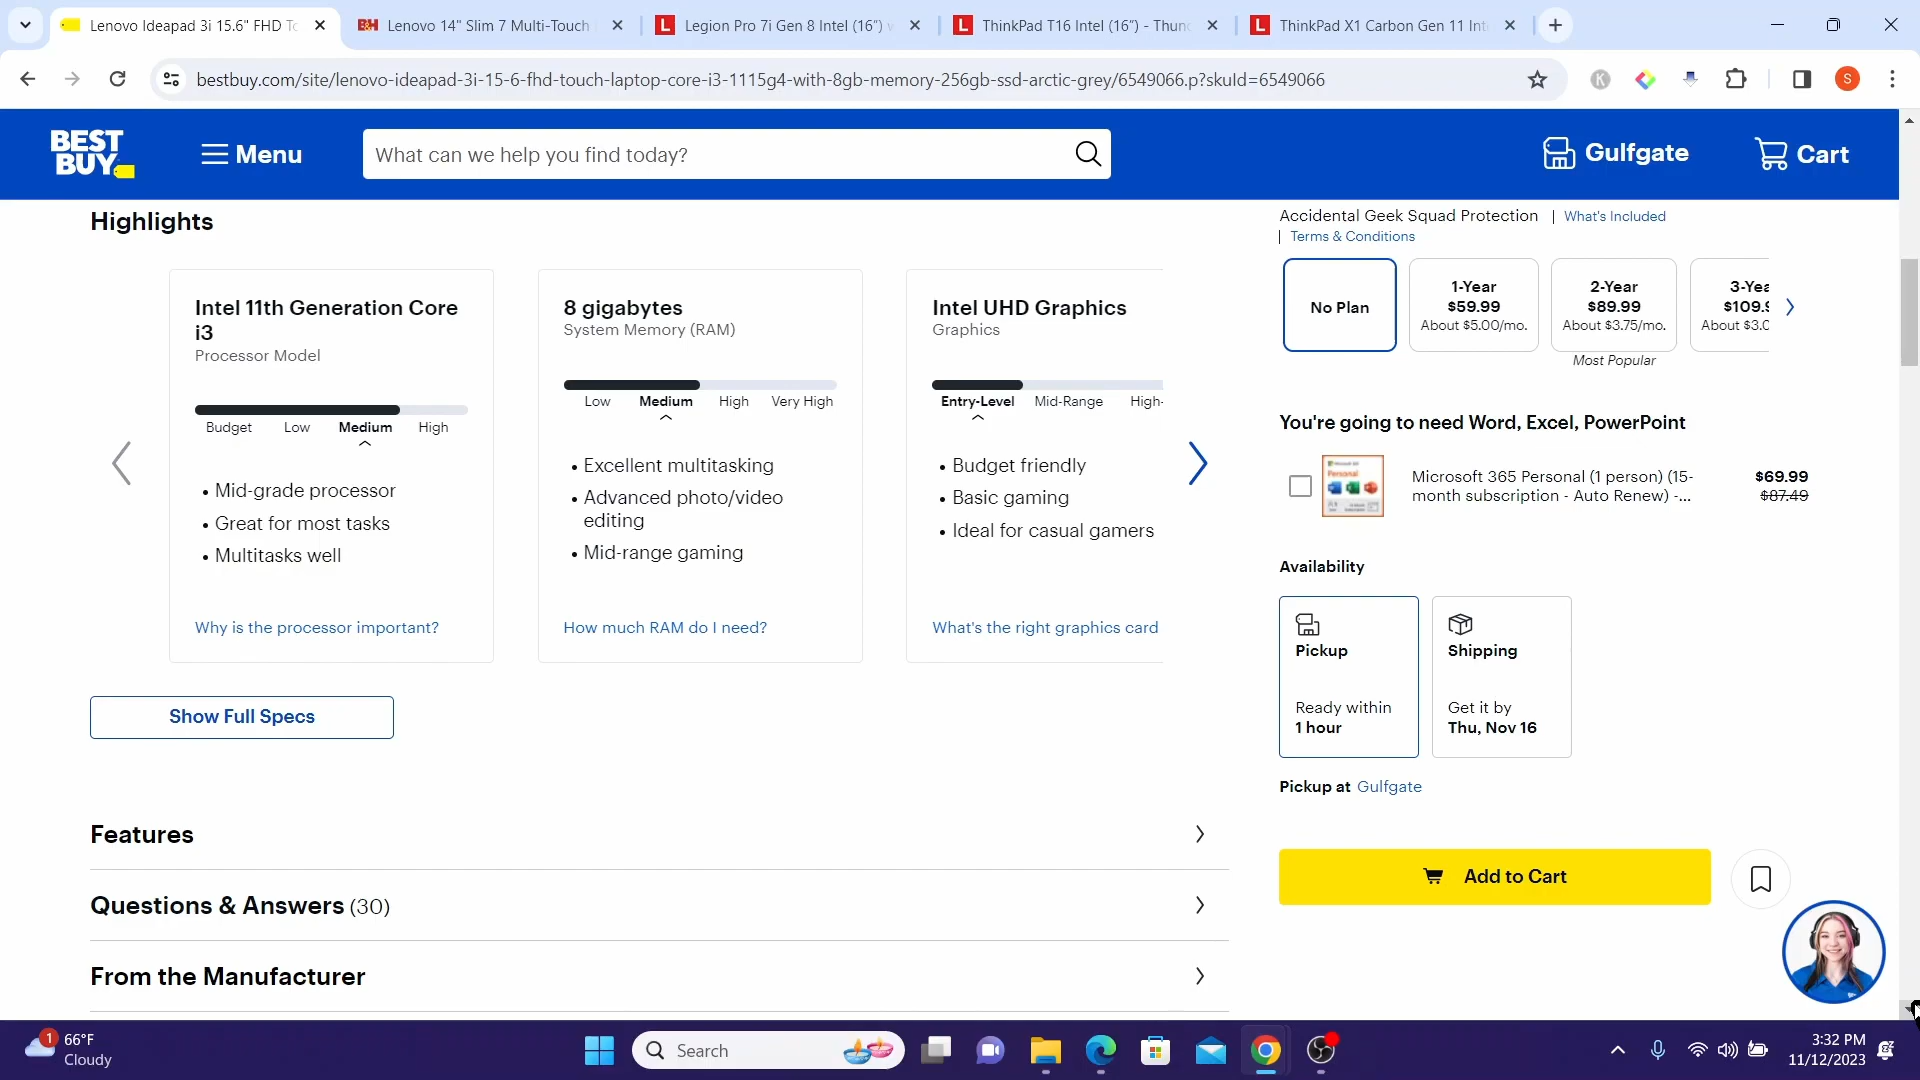 Lenovo Ideapad 3i 15.6" FHD To
Lenovo 14" Slim 7 Multi-Touch
Legion Pro 7i Gen 8 Intel (16") w
ThinkPad T16 Intel (16") - Thund
ThinkPad X1 Carbon Gen 11 Inte
bestbuy.com/site/lenovo-ideapad-3i-15-6-fhd-touch-laptop-core-i3-1115g4-with-8gb-memory-256gb-ssd-arctic-grey/6549066.p?skuId=6549066
S
BEST
BUY
Menu
What can we help you find today?
Gulfgate
Cart
Highlights
Intel 11th Generation Core
i3
Processor Model
Budget Low Medium High
• Mid-grade processor
• Great for most tasks
• Multitasks well
Why is the processor important?
8 gigabytes
System Memory (RAM)
Low Medium High Very High
• Excellent multitasking
• Advanced photo/video
editing
• Mid-range gaming
How much RAM do I need?
Intel UHD Graphics
Graphics
Entry-Level Mid-Range High-
• Budget friendly
• Basic gaming
• Ideal for casual gamers
What's the right graphics card
Show Full Specs
Features
Questions & Answers (30)
From the Manufacturer
Accidental Geek Squad Protection | What's Included
| Terms & Conditions
No Plan
1-Year
$59.99
About $5.00/mo.
2-Year
$89.99
About $3.75/mo.
Most Popular
3-Yea
$109.9
About $3.0
You're going to need Word, Excel, PowerPoint
Microsoft 365 Personal (1 person) (15-
month subscription - Auto Renew) -...
$69.99
$87.49
Availability
Pickup
Ready within
1 hour
Shipping
Get it by
Thu, Nov 16
Pickup at Gulfgate
Add to Cart
1
66°F
Cloudy
Search
3:32 PM
11/12/2023